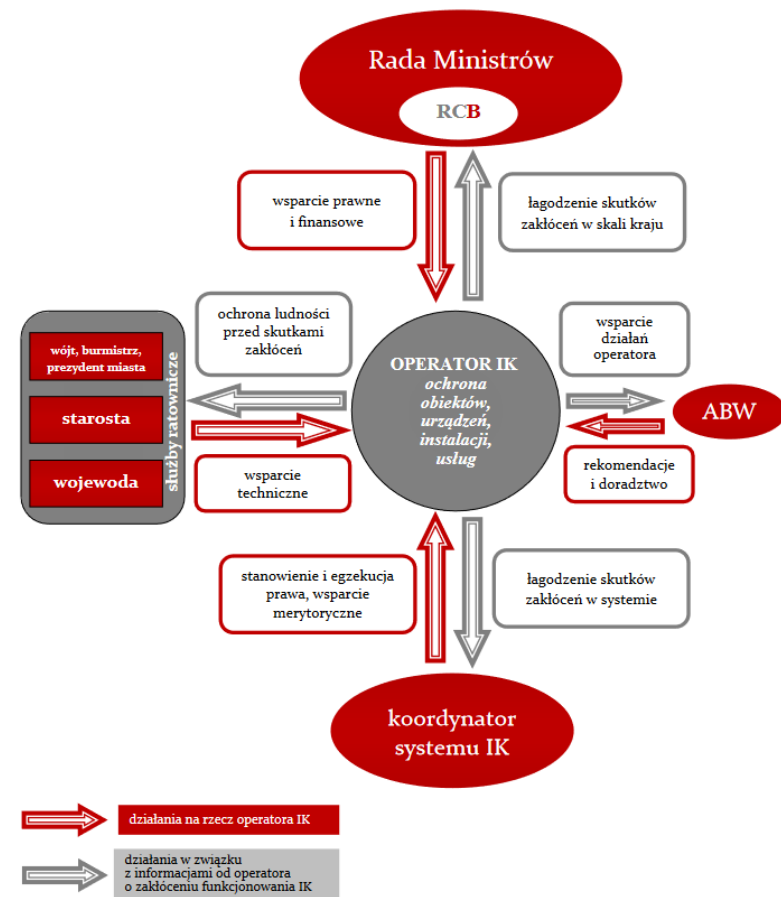 Rada Ministrów
RCB
wsparcie prawne
i finansowe
łagodzenie skutków
zakłóceń w skali kraju
ochrona ludności
przed skutkami
zakłóceń
wsparcie
działań
operatora
wójt, burmistrz,
prezydent miasta
starosta
wojewoda
służby ratownicze
OPERATOR IK
ochrona
obiektów,
urządzeń,
instalacji,
usług
ABW
wsparcie
techniczne
rekomendacje
i doradztwo
stanowienie i egzekucja
prawa, wsparcie
merytoryczne
łagodzenie skutków
zakłóceń w systemie
koordynator
systemu IK
działania na rzecz operatora IK
działania w związku
z informacjami od operatora
o zakłóceniu funkcjonowania IK